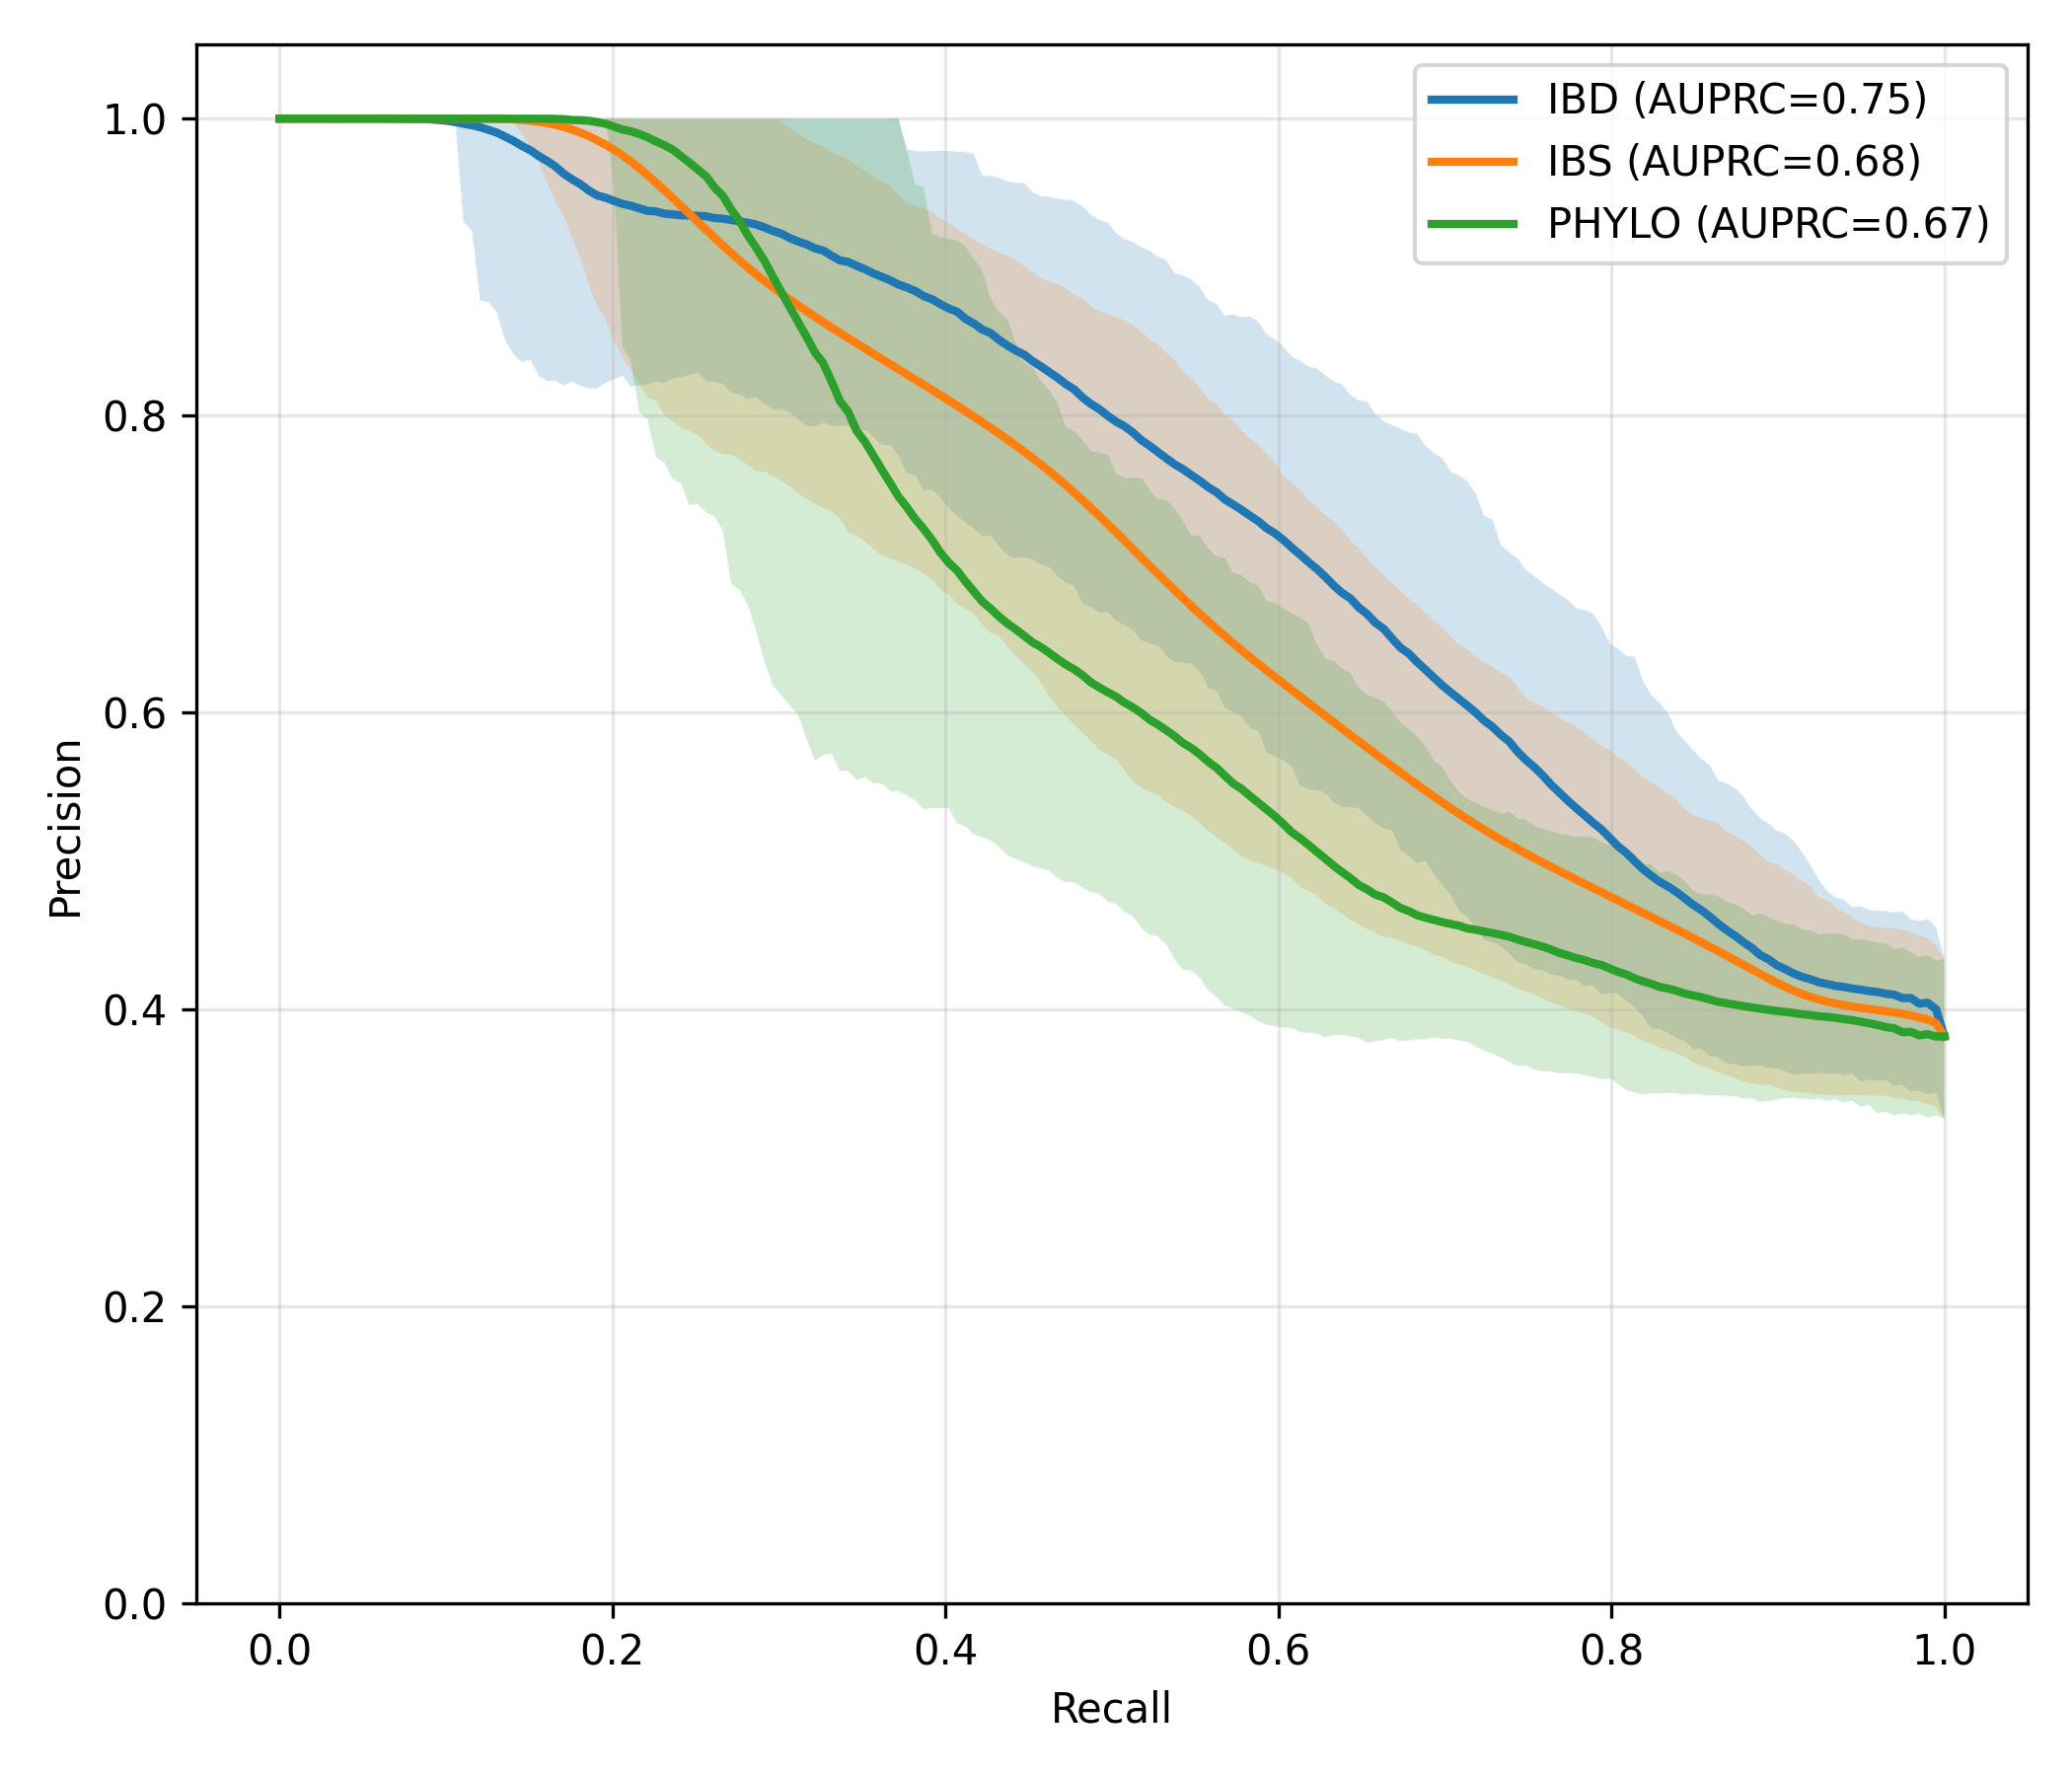 IBD (AUPRC=0.75)
IBS (AUPRC=0.68)
PHYLO (AUPRC=0.67)
1.0
0.8
0.6
0.4
0.2
0.0
Precision
0.0 0.2 0.4 0.6 0.8 1.0
Recall